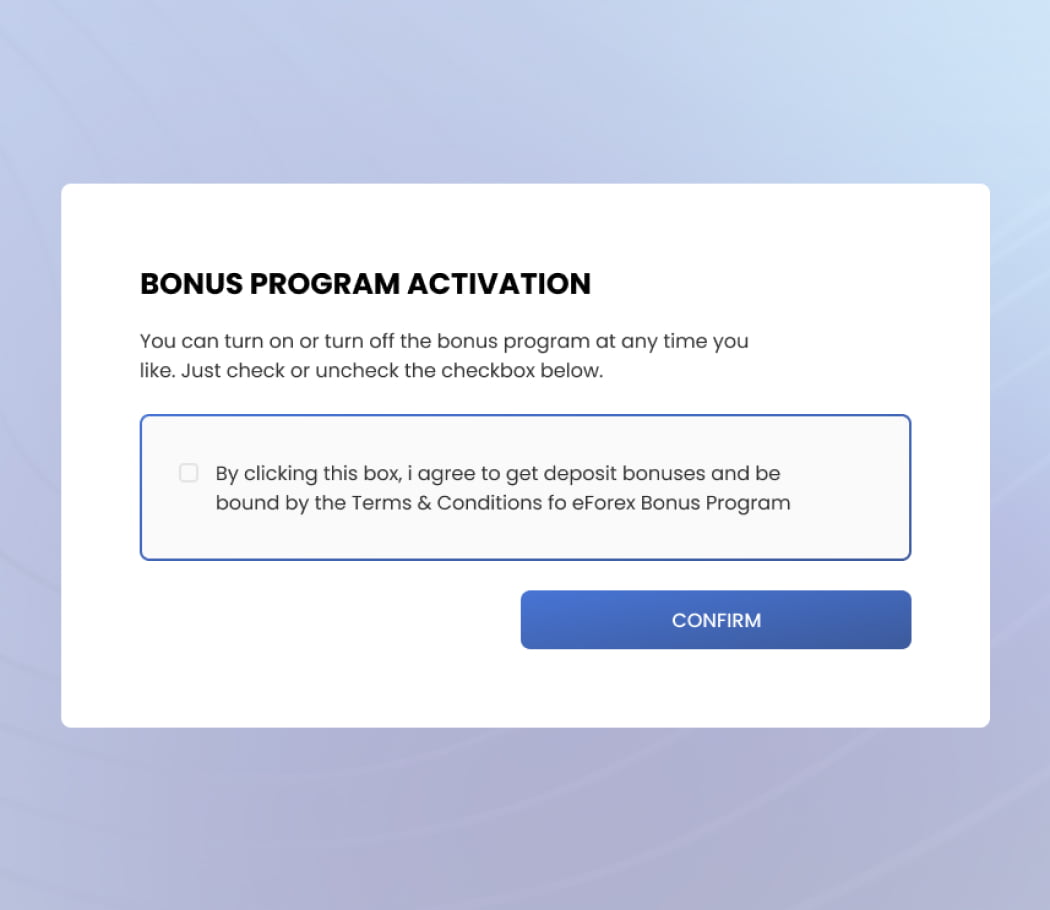 BONUS PROGRAM ACTIVATION
You can turn on or turn off the bonus program at any time you
like. Just check or uncheck the checkbox below.
By clicking this box, i agree to get deposit bonuses and be
bound by the Terms & Conditions fo eForex Bonus Program
CONFIRM